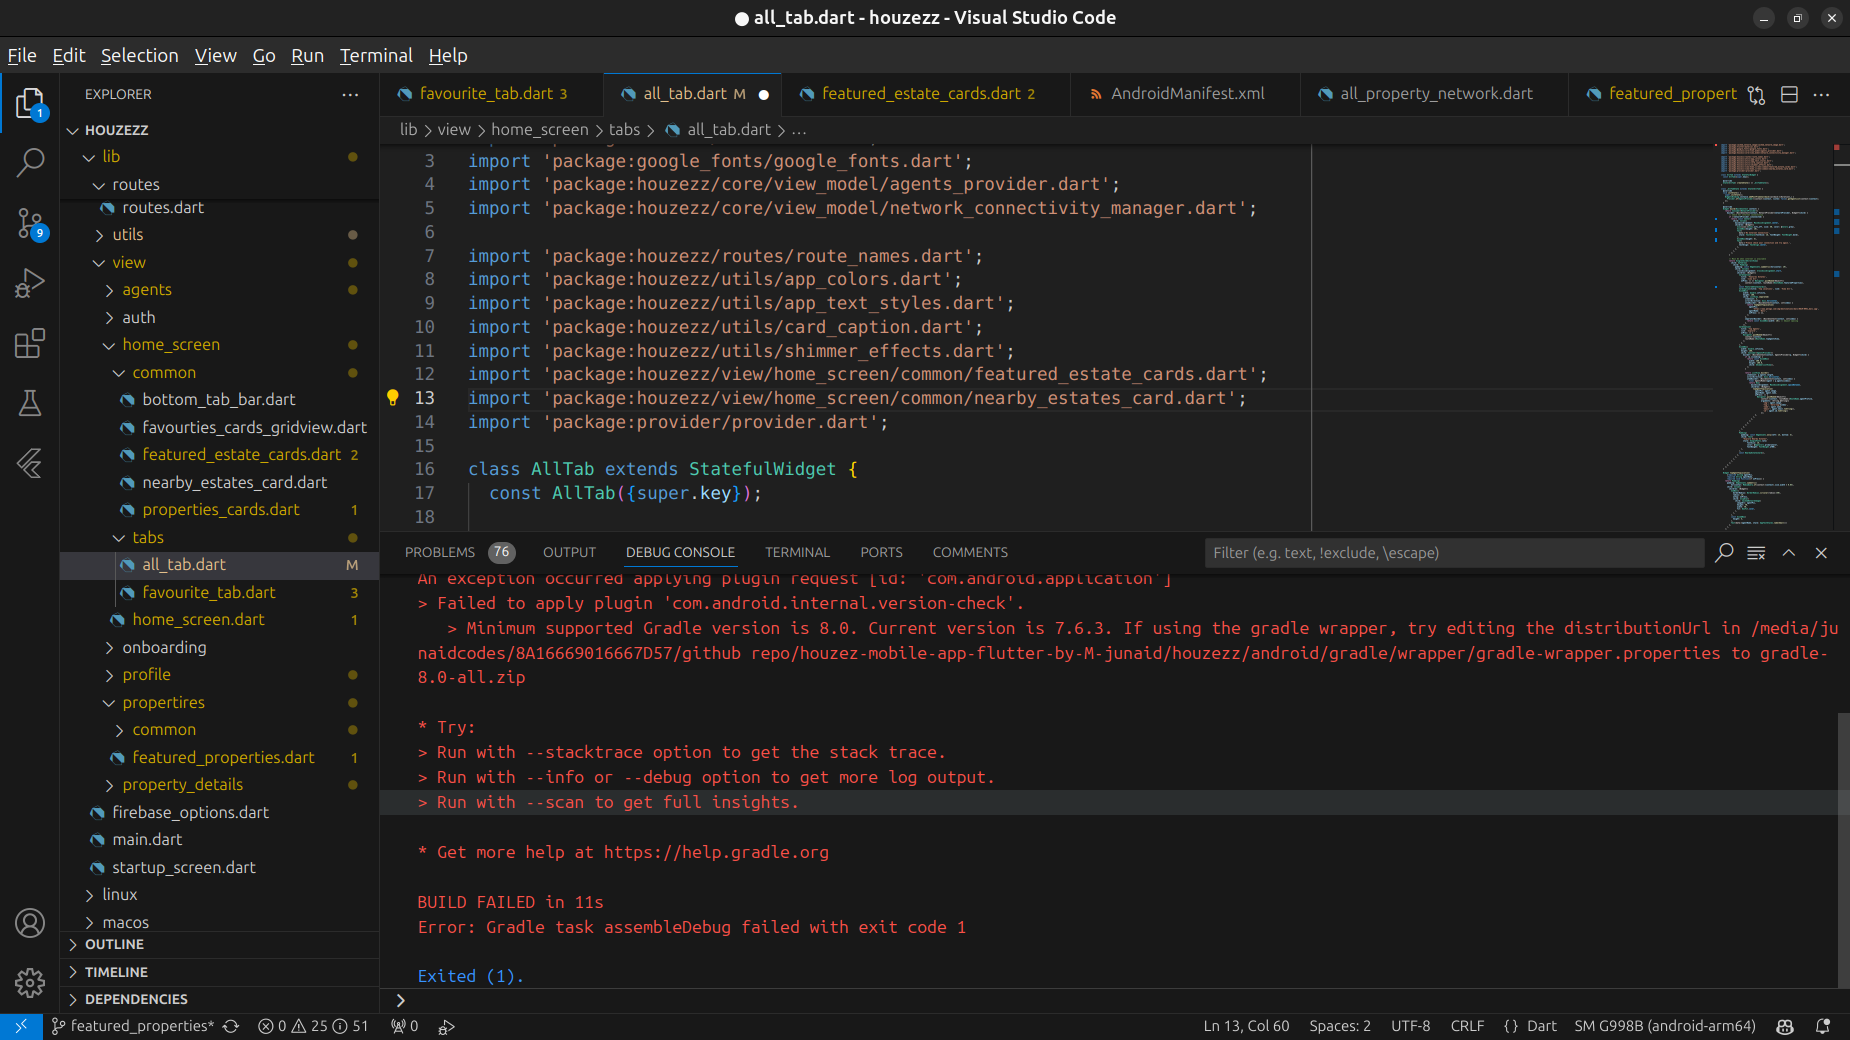 all_tab.dart - houzezz - Visual Studio Code
File Edit Selection View Go Run Terminal Help
EXPLORER
HOUZEZZ
lib
routes
routes.dart
utils
view
agents
auth
home_screen
common
bottom_tab_bar.dart
favourties_cards_gridview.dart
featured_estate_cards.dart 2
nearby_estates_card.dart
properties_cards.dart 1
tabs
all_tab.dart M
favourite_tab.dart 3
home_screen.dart 1
onboarding
profile
propertires
common
featured_properties.dart 1
property_details
firebase_options.dart
main.dart
startup_screen.dart
linux
macos
OUTLINE
TIMELINE
DEPENDENCIES
1
9
favourite_tab.dart 3
all_tab.dart M
featured_estate_cards.dart 2
AndroidManifest.xml
all_property_network.dart
featured_propert
lib > view > home_screen > tabs > all_tab.dart > ...
3 import 'package:google_fonts/google_fonts.dart';
4 import 'package:houzezz/core/view_model/agents_provider.dart';
5 import 'package:houzezz/core/view_model/network_connectivity_manager.dart';
6
7 import 'package:houzezz/routes/route_names.dart';
8 import 'package:houzezz/utils/app_colors.dart';
9 import 'package:houzezz/utils/app_text_styles.dart';
10 import 'package:houzezz/utils/card_caption.dart';
11 import 'package:houzezz/utils/shimmer_effects.dart';
12 import 'package:houzezz/view/home_screen/common/featured_estate_cards.dart';
13 import 'package:houzezz/view/home_screen/common/nearby_estates_card.dart';
14 import 'package:provider/provider.dart';
15
16 class AllTab extends StatefulWidget {
17 const AllTab({super.key});
18
PROBLEMS 76 OUTPUT DEBUG CONSOLE TERMINAL PORTS COMMENTS
Filter (e.g. text, !exclude, \escape)
An exception occurred applying plugin request [id: 'com.android.application']
> Failed to apply plugin 'com.android.internal.version-check'.
> Minimum supported Gradle version is 8.0. Current version is 7.6.3. If using the gradle wrapper, try editing the distributionUrl in /media/ju
naidcodes/8A16669016667D57/github repo/houzez-mobile-app-flutter-by-M-junaid/houzezz/android/gradle/wrapper/gradle-wrapper.properties to gradle-
8.0-all.zip
* Try:
> Run with --stacktrace option to get the stack trace.
> Run with --info or --debug option to get more log output.
> Run with --scan to get full insights.
* Get more help at https://help.gradle.org
BUILD FAILED in 11s
Error: Gradle task assembleDebug failed with exit code 1
Exited (1).
>
featured_properties* 0 25 51 0 Ln 13, Col 60 Spaces: 2 UTF-8 CRLF {} Dart SM G998B (android-arm64)